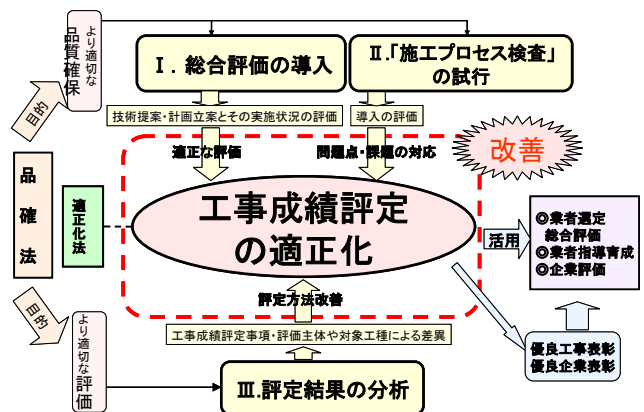 より適切な
品質確保
Ⅰ．総合評価の導入
Ⅱ.「施工プロセス検査」
の試行
目的
技術提案・計画立案とその実施状況の評価
導入の評価
適正な評価
問題点・課題の対応
改善
品確法
適正化法
工事成績評定
の適正化
活用
◎業者選定
総合評価
◎業者指導育成
◎企業評価
評定方法改善
目的
工事成績評定事項・評価主体や対象工種による差異
より適切な
評価
Ⅲ.評定結果の分析
優良工事表彰
優良企業表彰